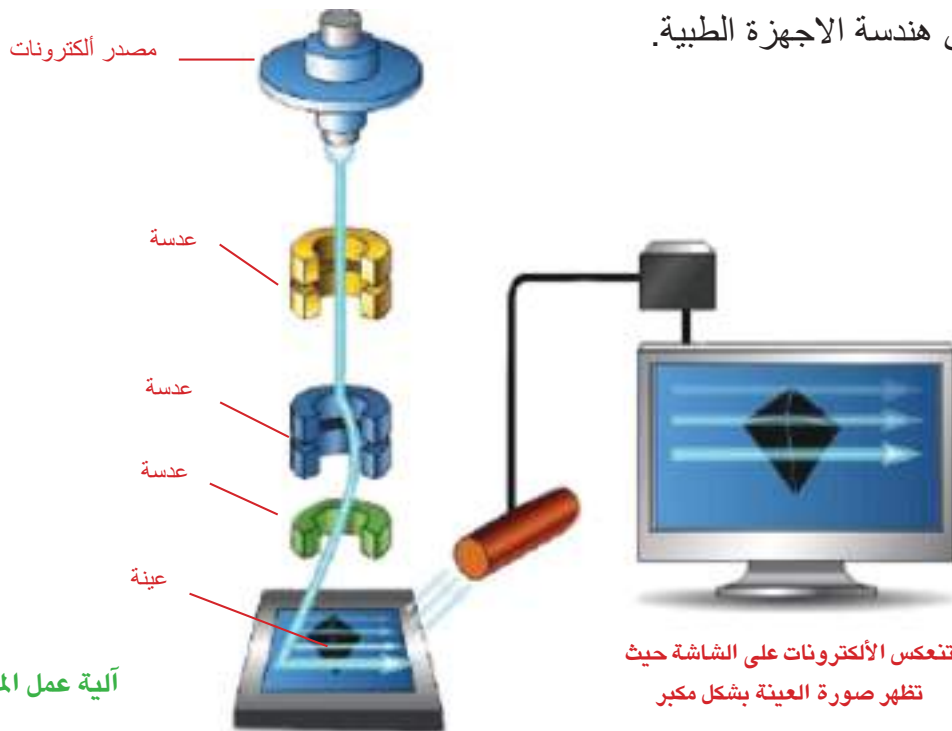 هندسة الاجهزة الطبية.
مصدر ألكترونات
عدسة
عدسة
عدسة
عينة
تنعكس الألكترونات على الشاشة حيث
تظهر صورة العينة بشكل مكبر
آلية عمل